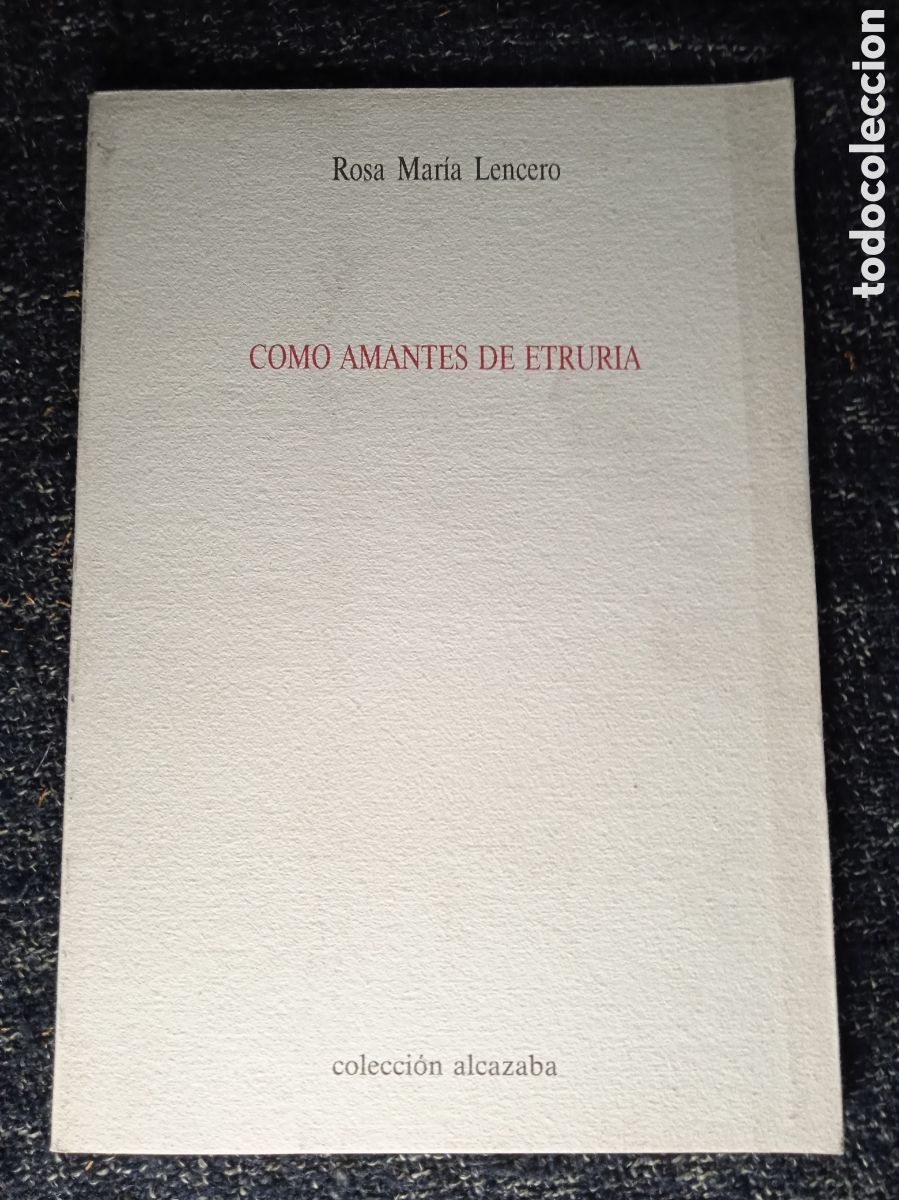 Rosa María Lencero
COMO AMANTES DE ETRURIA
colección alcazaba
todocoleccion